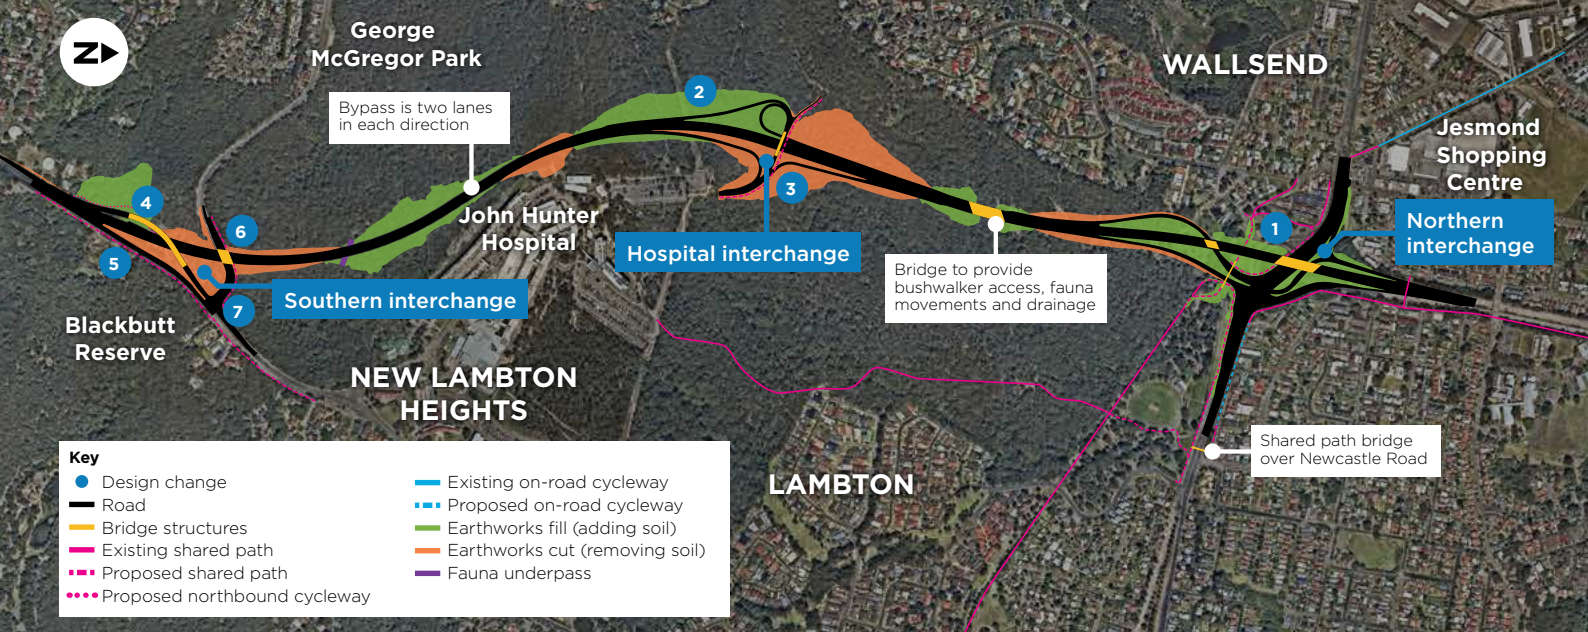 Z
George
McGregor Park
WALLSEND
Bypass is two lanes
in each direction
2
Jesmond
Shopping
Centre
3
4
John Hunter
Hospital
6
1
Northern
interchange
Hospital interchange
5
Bridge to provide
bushwalker access, fauna
movements and drainage
Southern interchange
7
Blackbutt
Reserve
NEW LAMBTON
HEIGHTS
Shared path bridge
over Newcastle Road
LAMBTON
Key
Design change
Road
Bridge structures
Existing shared path
Proposed shared path
Proposed northbound cycleway
Existing on-road cycleway
Proposed on-road cycleway
Earthworks fill (adding soil)
Earthworks cut (removing soil)
Fauna underpass